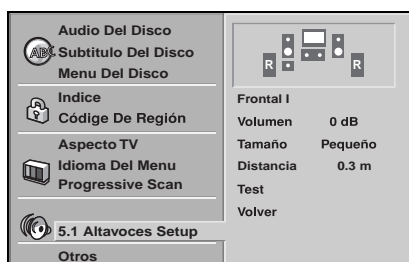 Audio Del Disco
ABC
Subtitulo Del Disco
Menu Del Disco
Indice
Códige De Región
Aspecto TV
Idioma Del Menu
Progressive Scan
5.1 Altavoces Setup
Otros
R R
Frontal I
Volumen 0 dB
Tamaño Pequeño
Distancia 0.3 m
Test
Volver